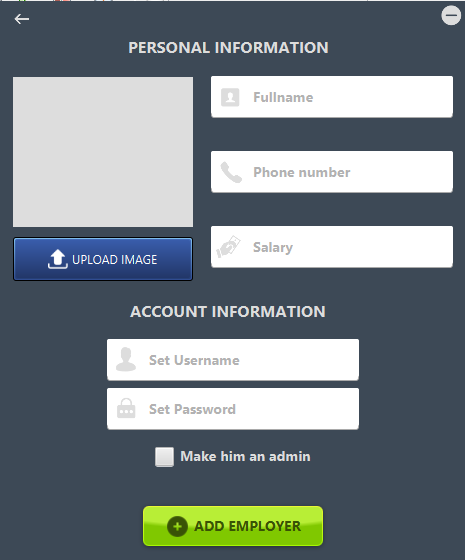 PERSONAL INFORMATION
Fullname
Phone number
Salary
UPLOAD IMAGE
ACCOUNT INFORMATION
Set Username
Set Password
Make him an admin
ADD EMPLOYER